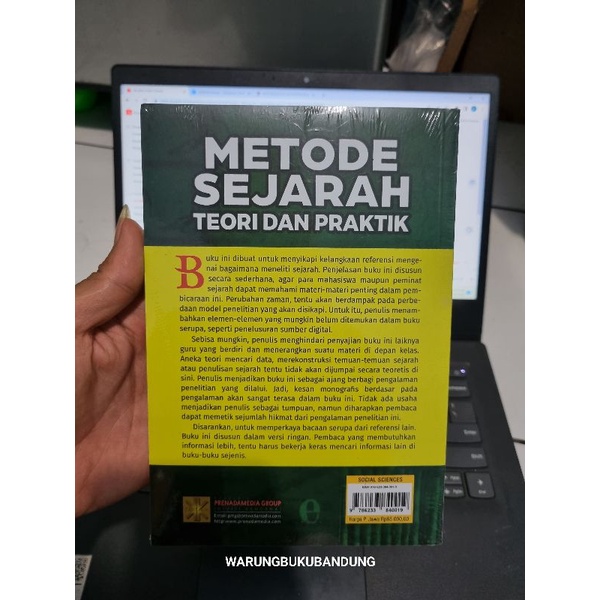 METODE
SEJARAH
TEORI DAN PRAKTIK
Buku ini dibuat untuk menyikapi kelangkaan referensi menge-
nai bagaimana meneliti sejarah. Penjelasan buku ini disusun
secara sederhana, agar para mahasiswa maupun peminat
sejarah dapat memahami materi-materi penting dalam pem-
bicaraan ini. Perubahan zaman, tentu akan berdampak pada perbe-
daan model penelitian yang akan disikapi. Untuk itu, penulis menam-
bahkan elemen-elemen yang mungkin belum ditemukan dalam buku
serupa, seperti penelusuran sumber digital.
Sebisa mungkin, penulis menghindari penyajian buku ini laiknya
guru yang berdiri dan menerangkan suatu materi di depan kelas.
Aneka teori mencari data, merekonstruksi temuan-temuan sejarah
atau penulisan sejarah tentu tidak akan dijumpai secara teoretis di
sini. Penulis menjadikan buku ini sebagai ajang berbagi pengalaman
penelitian yang dilalui. Jadi, kesan monografis berdasar pada
pengalaman akan sangat terasa dalam buku ini. Tidak ada usaha
menjadikan penulis sebagai tumpuan, namun diharapkan pembaca
dapat memetik sejumlah hikmat dari pengalaman penelitian ini.
Disarankan, untuk memperkaya bacaan serupa dari referensi lain.
Buku ini disusun dalam versi ringan. Pembaca yang membutuhkan
informasi lebih, tentu harus bekerja keras mencari informasi lain di
buku-buku sejenis.
SOCIAL SCIENCES
PRENADAMEDIA GROUP
http://www.prenadamedia.com
WARUNGBUKUBANDUNG